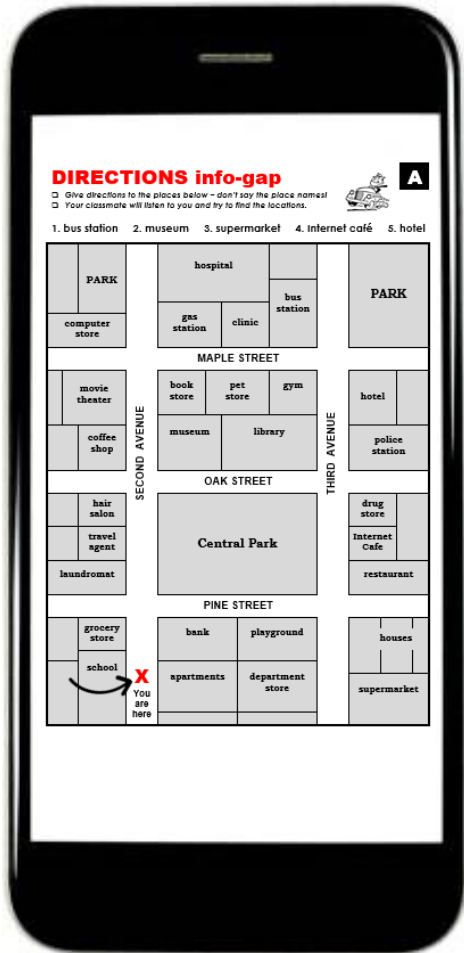 DIRECTIONS info-gap
A
❑ Give directions to the places below – don't say the place names!
❑ Your classmate will listen to you and try to find the locations.
1. bus station 2. museum 3. supermarket 4. Internet café 5. hotel
PARK
computer
store
hospital
gas
station
clinic
bus
station
PARK
MAPLE STREET
movie
theater
coffee
shop
SECOND AVENUE
book
store
pet
store
gym
museum
library
THIRD AVENUE
hotel
police
station
OAK STREET
hair
salon
travel
agent
laundromat
Central Park
drug
store
Internet
Cafe
restaurant
PINE STREET
grocery
store
school
X
You
are
here
bank
playground
apartments
department
store
houses
supermarket